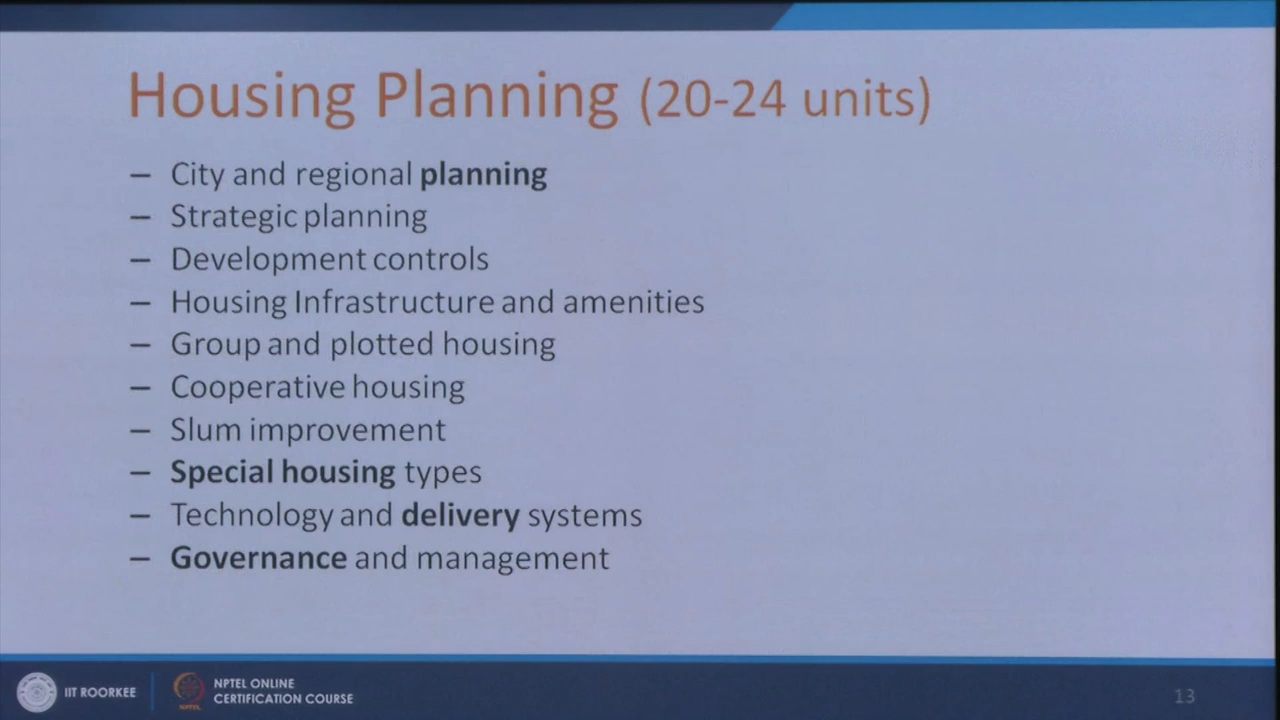 Housing Planning (20-24 units)
– City and regional planning
– Strategic planning
– Development controls
– Housing Infrastructure and amenities
– Group and plotted housing
– Cooperative housing
– Slum improvement
– Special housing types
– Technology and delivery systems
– Governance and management
IIT ROORKEE
NPTEL ONLINE
CERTIFICATION COURSE
13